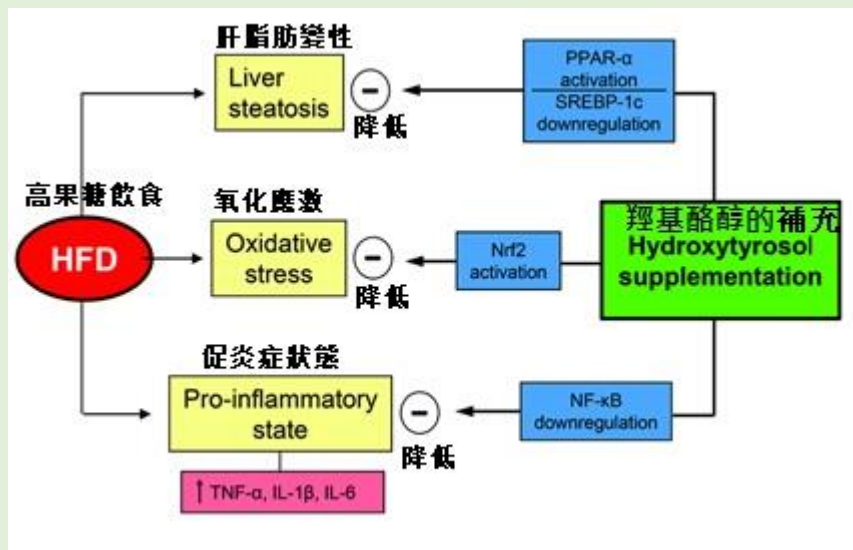 肝脂肪變性
Liver
steatosis
降低
PPAR-α
activation
SREBP-1c
downregulation
高果糖飲食
HFD
氧化應激
Oxidative
stress
降低
Nrf2
activation
羥基酪醇的補充
Hydroxytyrosol
supplementation
促炎症狀態
Pro-inflammatory
state
降低
NF-κB
downregulation
↑ TNF-α, IL-1β, IL-6